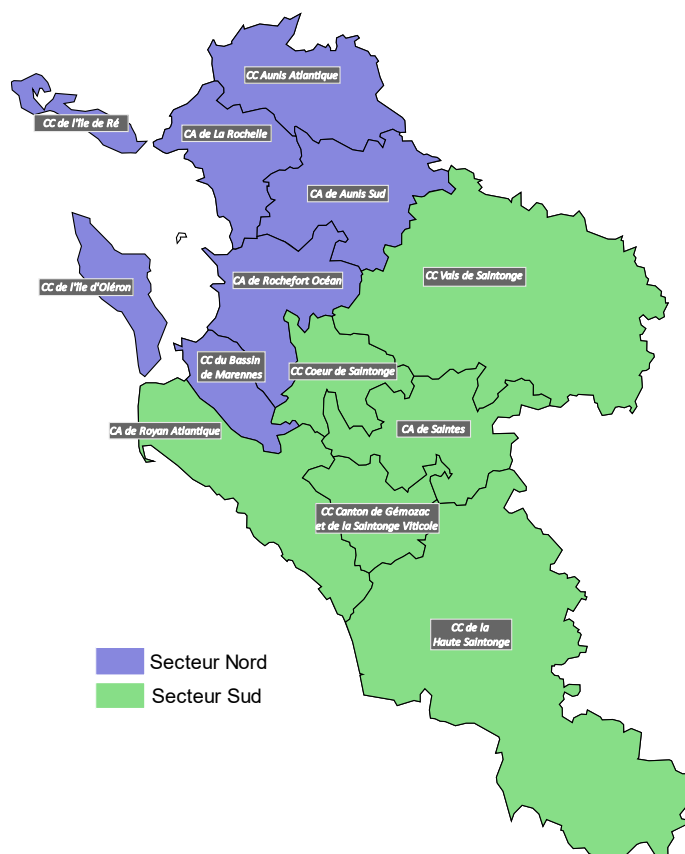 CC Aunis Atlantique
CC de l'île de Ré
CA de La Rochelle
CA de Aunis Sud
CC Vals de Saintonge
CC de l'île d'Oléron
CA de Rochefort Océan
CC du Bassin
de Marennes
CC Coeur de Saintonge
CA de Royan Atlantique
CA de Saintes
CC Canton de Gémozac
et de la Saintonge Viticole
CC de la
Haute Saintonge
Secteur Nord
Secteur Sud